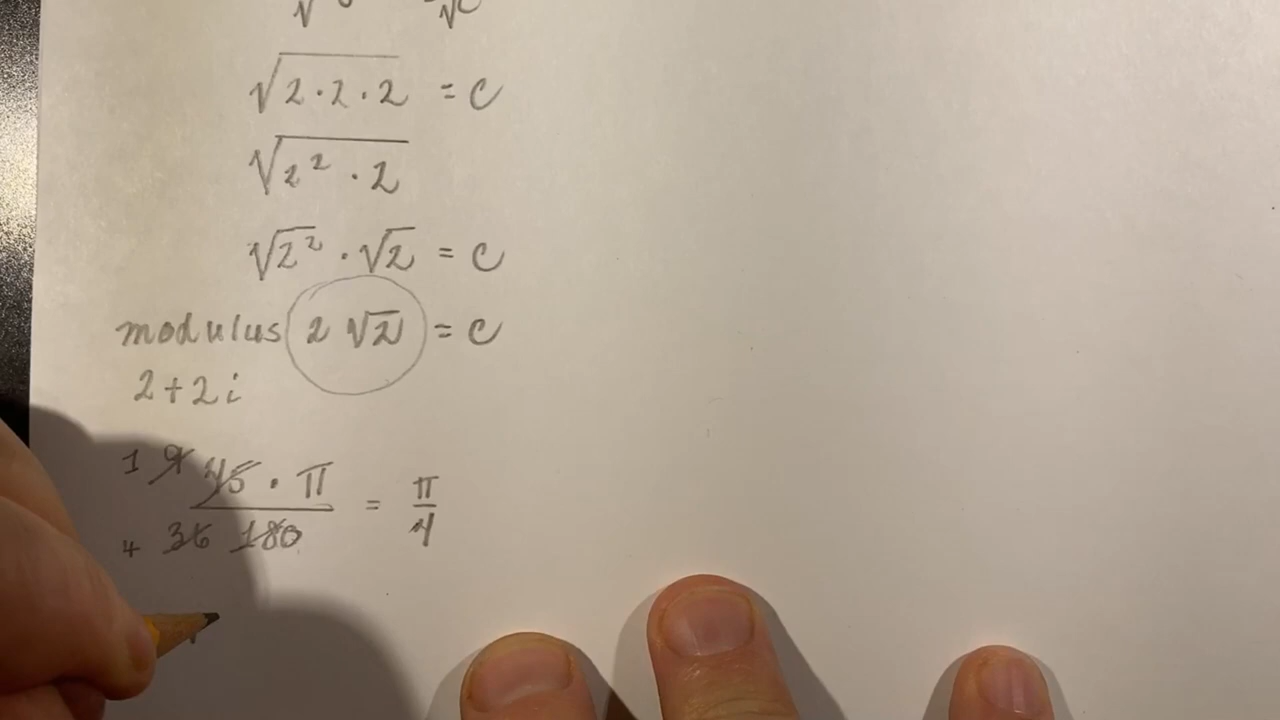 √2·2·2 = c
√2² · 2
√2² · √2 = c
modulus 2 √2 = c
2+2i
1 9 45 · π = π
4 36 180 4